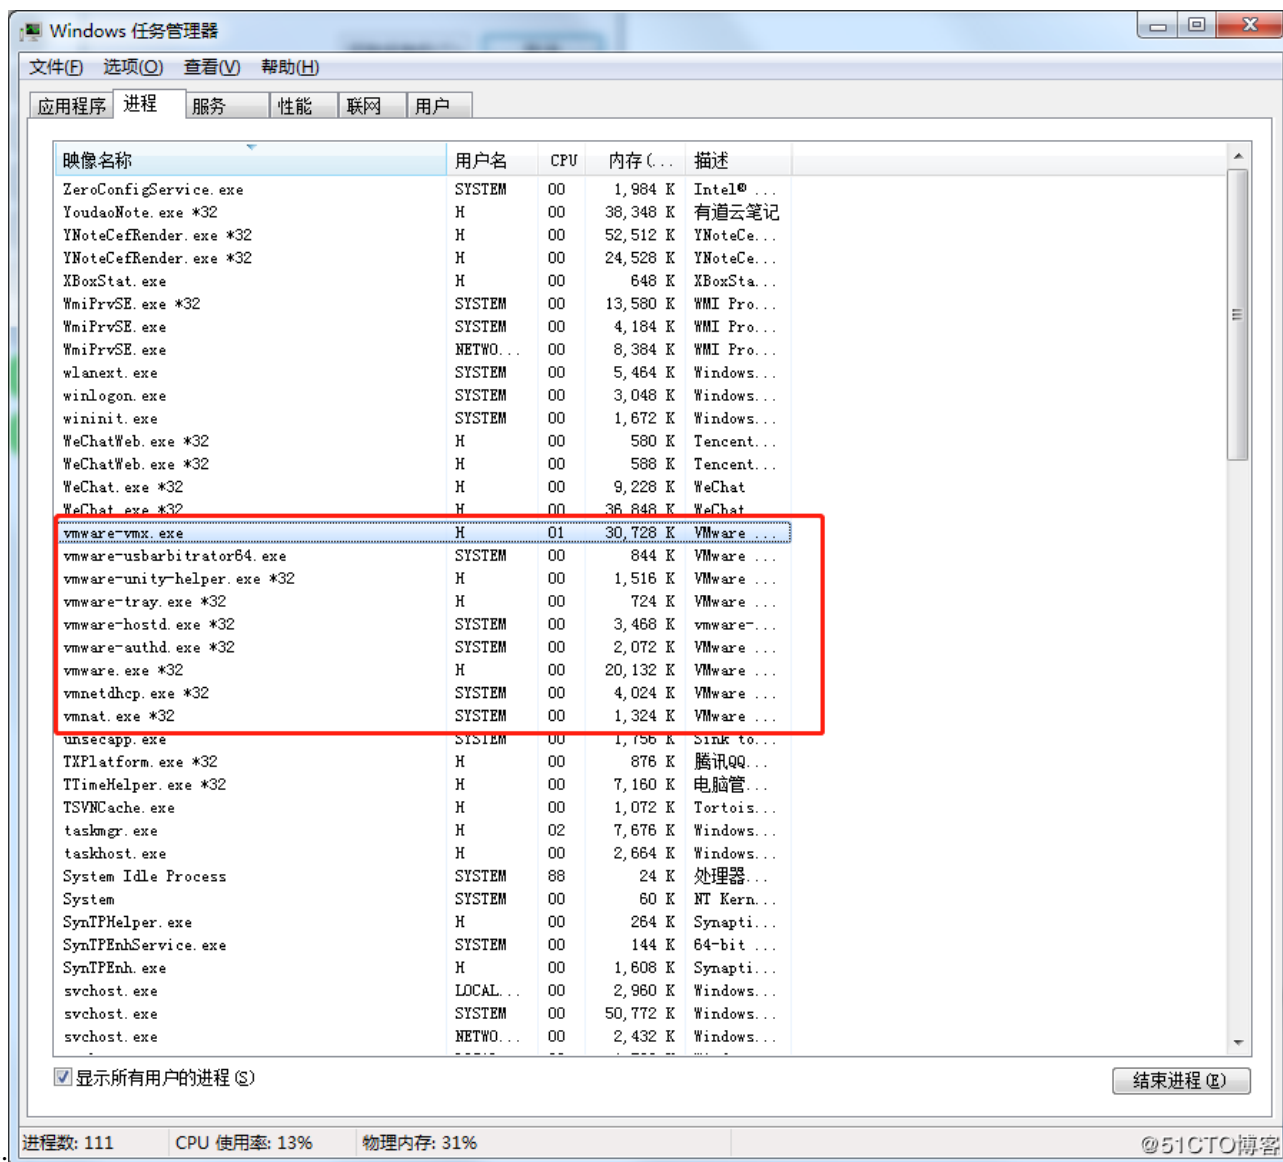 Windows 任务管理器
文件(F) 选项(O) 查看(V) 帮助(H)
应用程序 进程 服务 性能 联网 用户
映像名称 用户名 CPU 内存(... 描述
ZeroConfigService.exe SYSTEM 00 1,984 K Intel® ...
YoudaoNote.exe *32 H 00 38,348 K 有道云笔记
YNoteCefRender.exe *32 H 00 52,512 K YNoteCe...
YNoteCefRender.exe *32 H 00 24,528 K YNoteCe...
XBoxStat.exe H 00 648 K XBoxSta...
WmiPrvSE.exe *32 SYSTEM 00 13,580 K WMI Pro...
WmiPrvSE.exe SYSTEM 00 4,184 K WMI Pro...
WmiPrvSE.exe NETWO... 00 8,384 K WMI Pro...
wlanext.exe SYSTEM 00 5,464 K Windows...
winlogon.exe SYSTEM 00 3,048 K Windows...
wininit.exe SYSTEM 00 1,672 K Windows...
WeChatWeb.exe *32 H 00 580 K Tencent...
WeChatWeb.exe *32 H 00 588 K Tencent...
WeChat.exe *32 H 00 9,228 K WeChat
WeChat.exe *32 H 00 36,848 K WeChat
vmware-vmx.exe H 01 30,728 K VMware ...
vmware-usbarbitrator64.exe SYSTEM 00 844 K VMware ...
vmware-unity-helper.exe *32 H 00 1,516 K VMware ...
vmware-tray.exe *32 H 00 724 K VMware ...
vmware-hostd.exe *32 SYSTEM 00 3,468 K vmware-...
vmware-authd.exe *32 SYSTEM 00 2,072 K VMware ...
vmware.exe *32 H 00 20,132 K VMware ...
vmnetdhcp.exe *32 SYSTEM 00 4,024 K VMware ...
vmnat.exe *32 SYSTEM 00 1,324 K VMware ...
unsecapp.exe SYSTEM 00 1,756 K Sink to...
TXPlatform.exe *32 H 00 876 K 腾讯QQ...
TTimeHelper.exe *32 H 00 7,160 K 电脑管...
TSVNCache.exe H 00 1,072 K Tortois...
taskmgr.exe H 02 7,676 K Windows...
taskhost.exe H 00 2,664 K Windows...
System Idle Process SYSTEM 88 24 K 处理器...
System SYSTEM 00 60 K NT Kern...
SynTPHelper.exe H 00 264 K Synapti...
SynTPEnhService.exe SYSTEM 00 144 K 64-bit ...
SynTPEnh.exe H 00 1,608 K Synapti...
svchost.exe LOCAL... 00 2,960 K Windows...
svchost.exe SYSTEM 00 50,772 K Windows...
svchost.exe NETWO... 00 2,432 K Windows...
显示所有用户的进程(S) 结束进程(E)
进程数: 111 CPU 使用率: 13% 物理内存: 31%
@51CTO博客